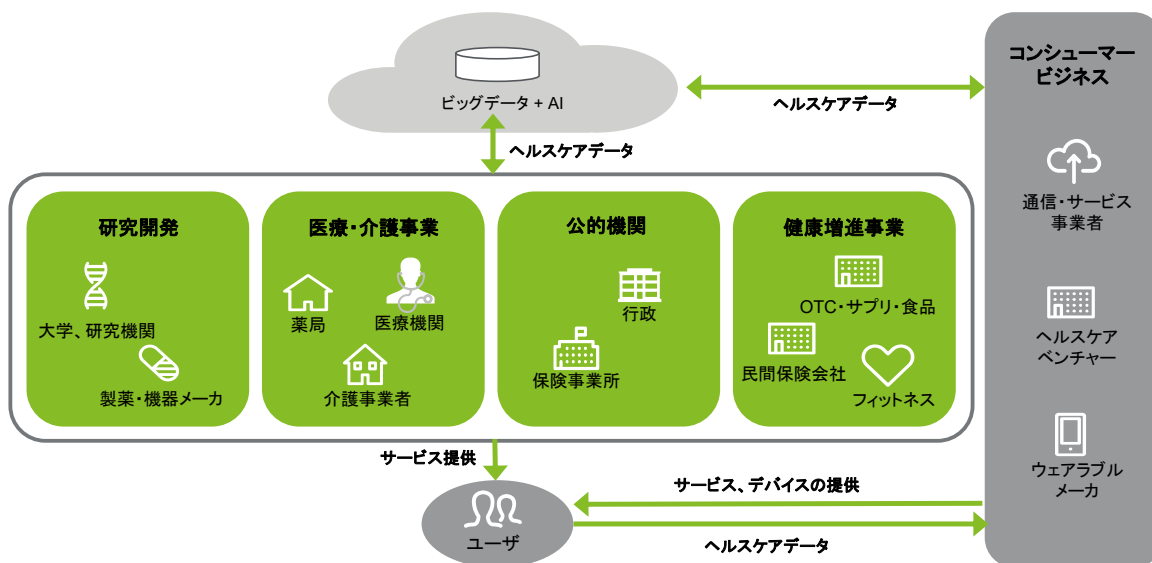 ビッグデータ + AI
ヘルスケアデータ
ヘルスケアデータ
コンシューマー
ビジネス
通信・サービス
事業者
ヘルスケア
ベンチャー
ウェアラブル
メーカ
研究開発
大学、研究機関
製薬・機器メーカ
医療・介護事業
薬局
医療機関
介護事業者
公的機関
行政
保険事業所
健康増進事業
OTC・サプリ・食品
民間保険会社
フィットネス
サービス提供
ユーザ
サービス、デバイスの提供
ヘルスケアデータ